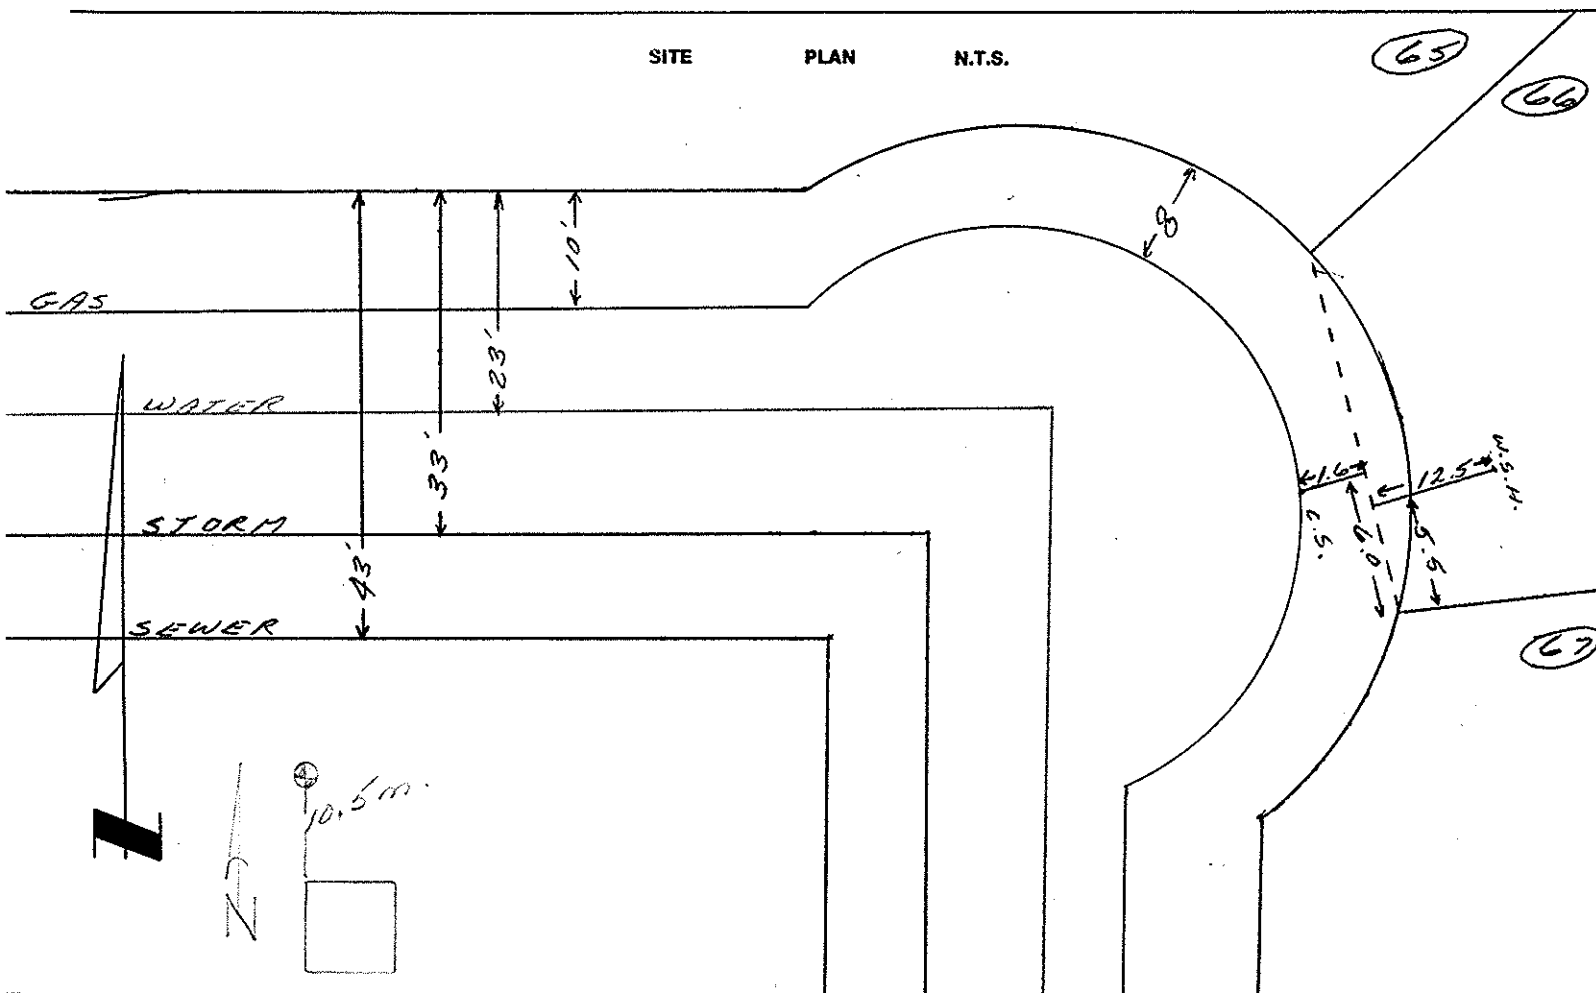 SITE PLAN N.T.S.
65
66
8
10'
GAS
23'
WATER
33'
1.6
12.5
STORM
43'
SEWER
67
10.5m.
N